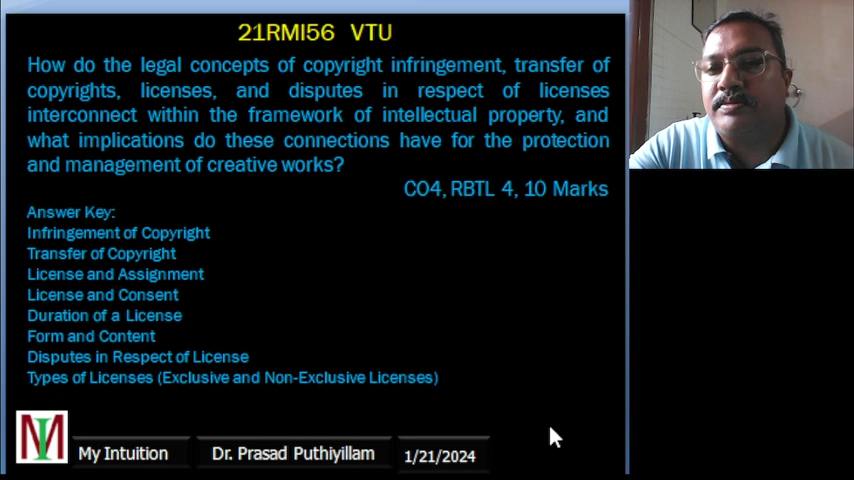 21RMI56 VTU
How do the legal concepts of copyright infringement, transfer of
copyrights, licenses, and disputes in respect of licenses
interconnect within the framework of intellectual property, and
what implications do these connections have for the protection
and management of creative works?
CO4, RBTL 4, 10 Marks
Answer Key:
Infringement of Copyright
Transfer of Copyright
License and Assignment
License and Consent
Duration of a License
Form and Content
Disputes in Respect of License
Types of Licenses (Exclusive and Non-Exclusive Licenses)
MI
My Intuition
Dr. Prasad Puthiyillam
1/21/2024